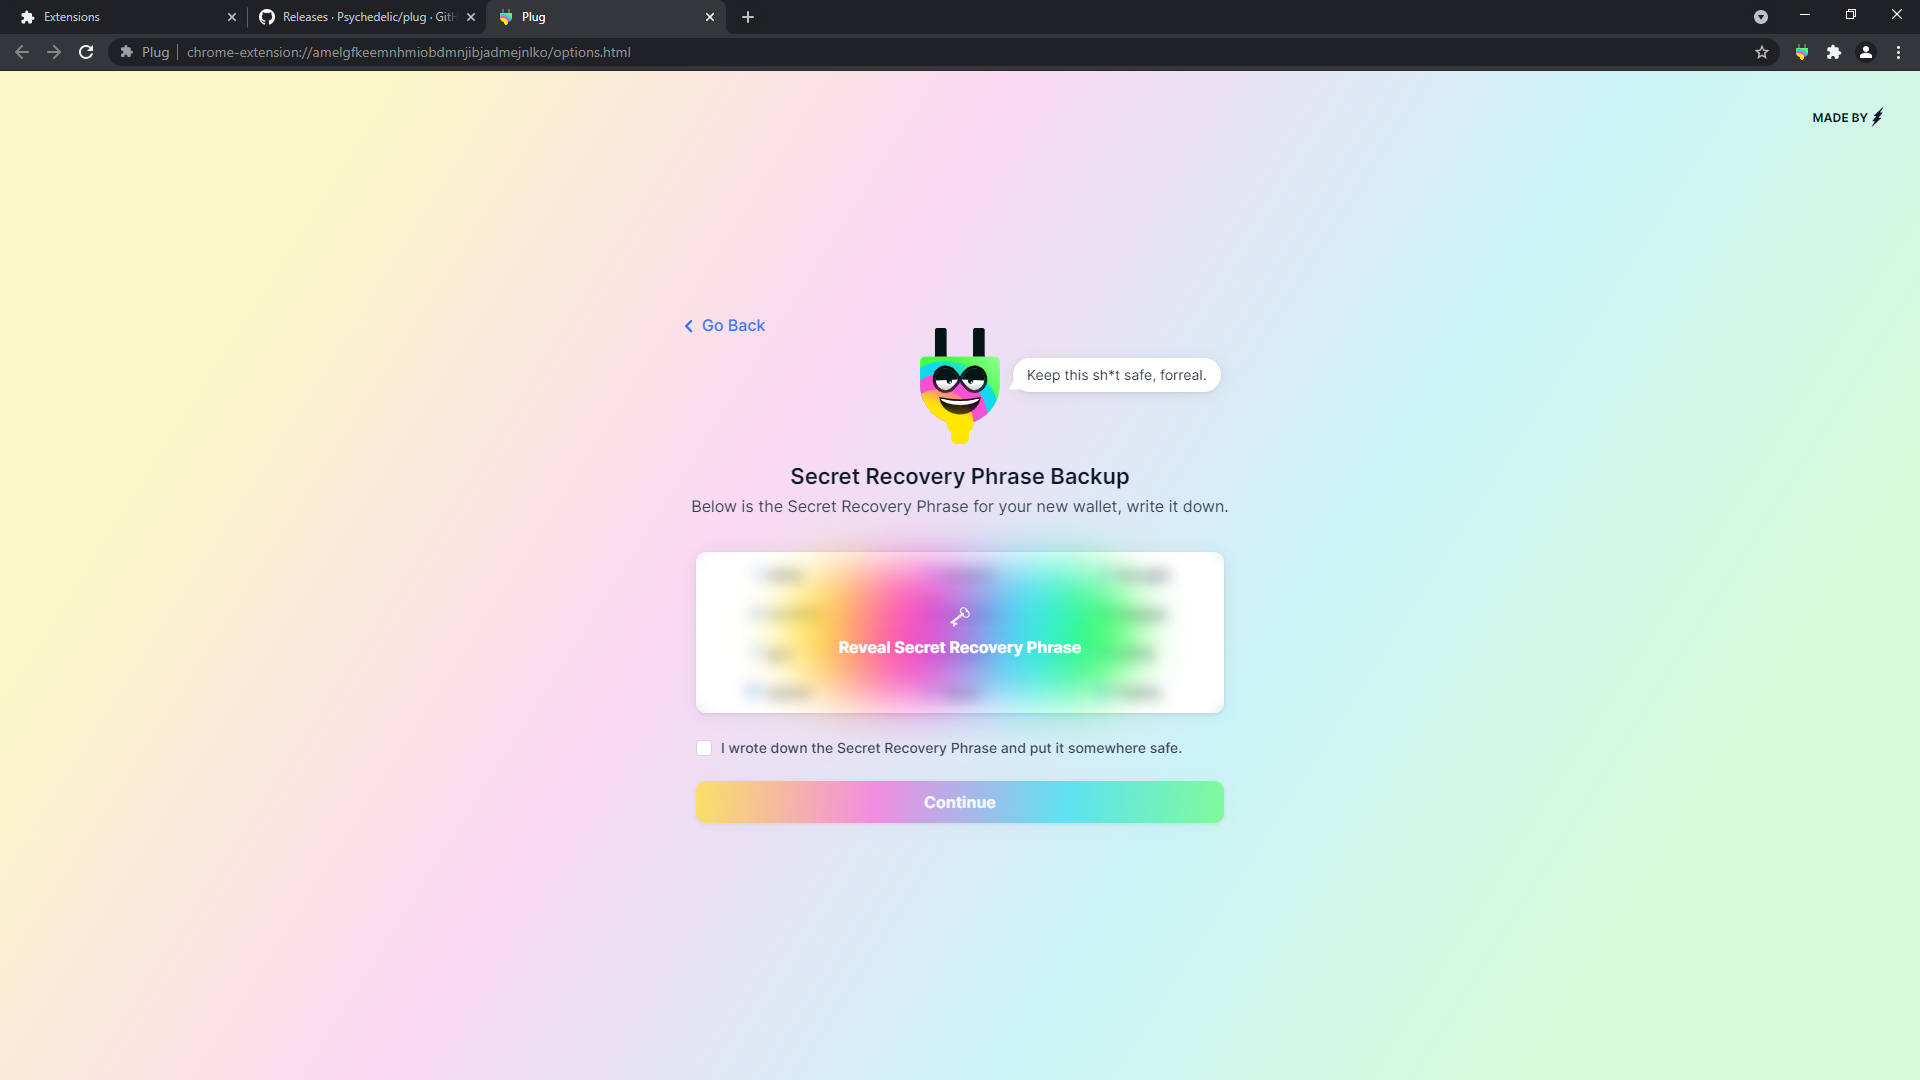 Extensions
Releases · Psychedelic/plug · GitH
Plug
Plug
chrome-extension://amelgfkeemnhmiobdmnjibjadmejnlko/options.html
MADE BY
Go Back
Keep this sh*t safe, forreal.
Secret Recovery Phrase Backup
Below is the Secret Recovery Phrase for your new wallet, write it down.
Reveal Secret Recovery Phrase
I wrote down the Secret Recovery Phrase and put it somewhere safe.
Continue